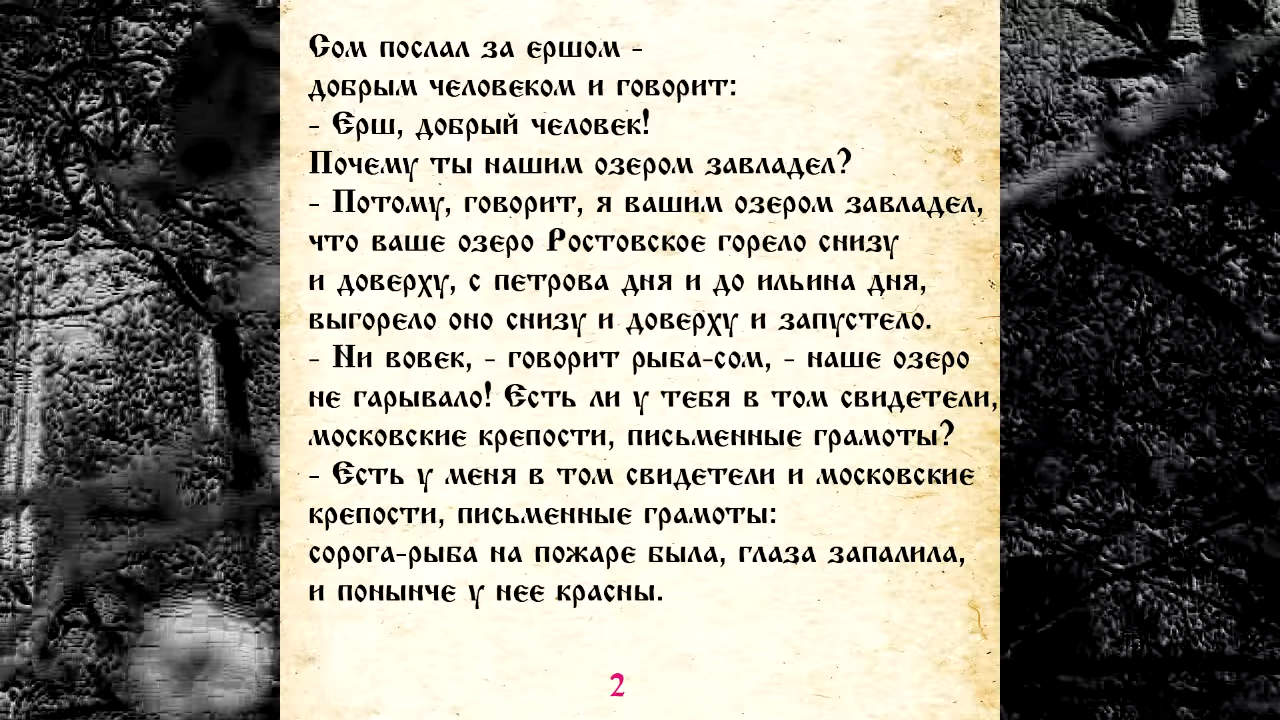 Сом послал за ершом -
добрым человеком и говорит:
- Ерш, добрый человек!
Почему ты нашим озером завладел?
- Потому, говорит, я вашим озером завладел,
что ваше озеро Ростовское горело снизу
и доверху, с петрова дня и до ильина дня,
выгорело оно снизу и доверху и запустело.
- Ни вовек, - говорит рыба-сом, - наше озеро
не гарывало! Есть ли у тебя в том свидетели,
московские крепости, письменные грамоты?
- Есть у меня в том свидетели и московские
крепости, письменные грамоты:
сорога-рыба на пожаре была, глаза запалила,
и понынче у нее красны.
2